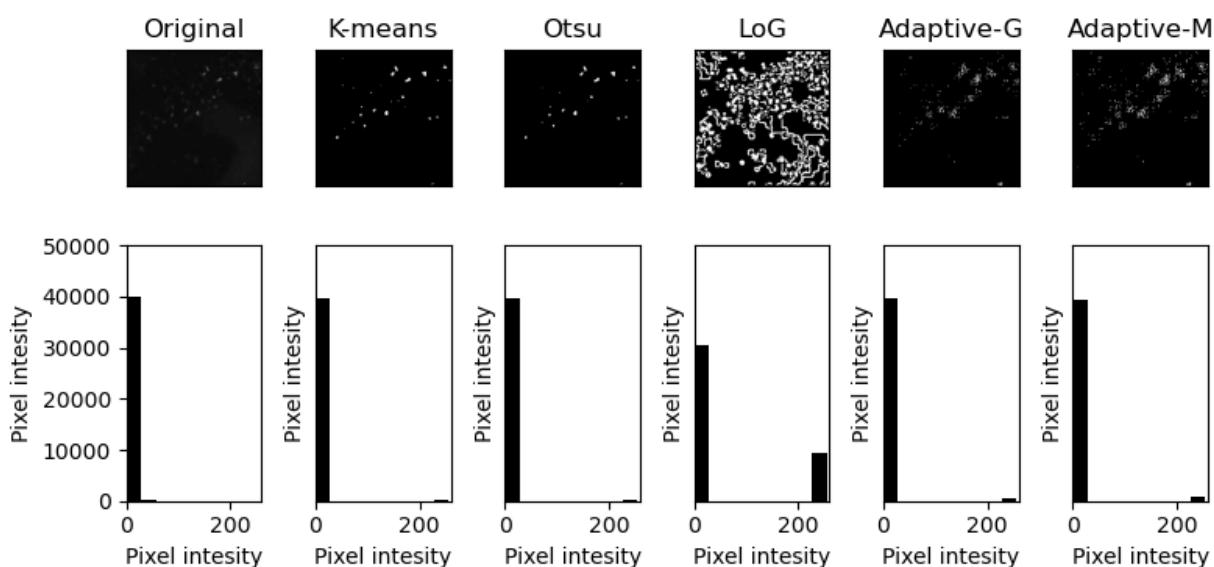 Original K-means Otsu LoG Adaptive-G Adaptive-M
50000
40000
30000
20000
10000
0
Pixel intesity Pixel intesity Pixel intesity Pixel intesity Pixel intesity Pixel intesity
0 200 0 200 0 200 0 200 0 200 0 200
Pixel intesity Pixel intesity Pixel intesity Pixel intesity Pixel intesity Pixel intesity